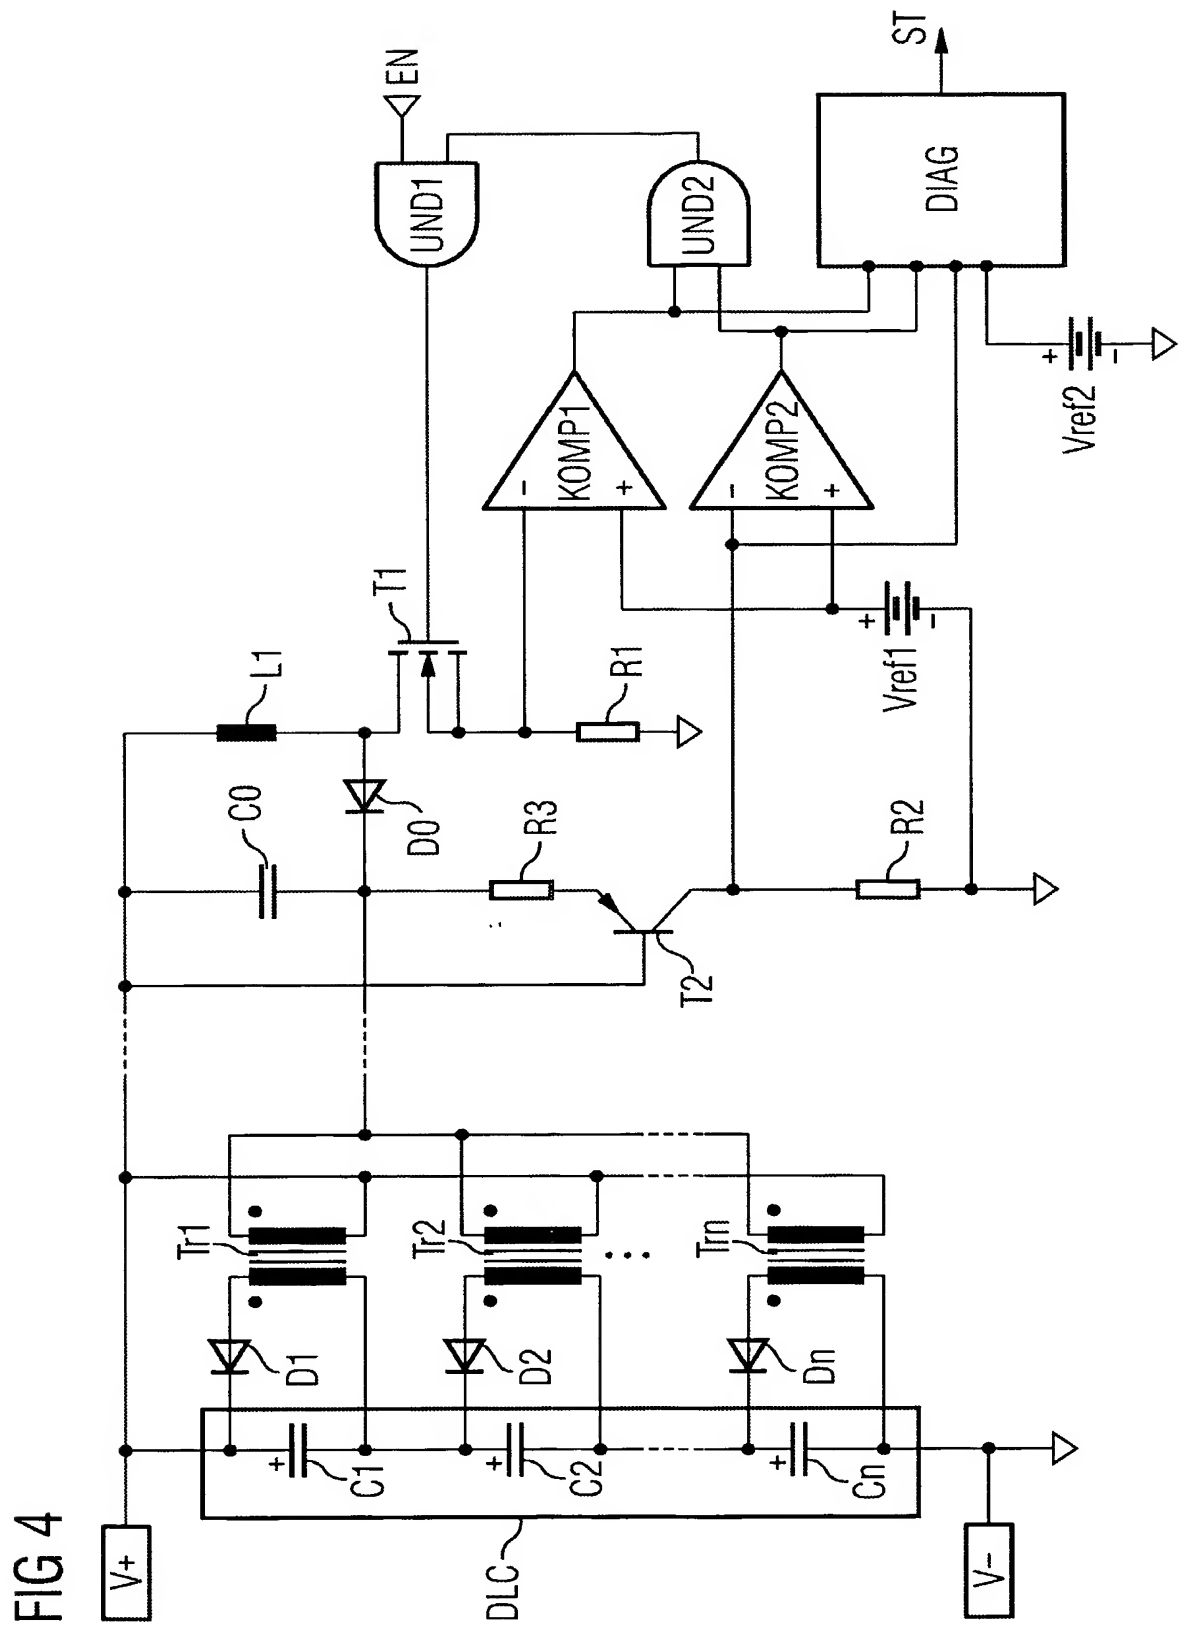 FIG 4
V+
DLC
V-
+
C1
+
C2
+
Cn
D1
D2
Dn
Tr1
Tr2
...
Trn
T2
C0
D0
R3
R2
L1
T1
R1
Vref1
+
-
-
+
KOMP1
-
+
KOMP2
Vref2
+
-
UND1
UND2
DIAG
EN
ST